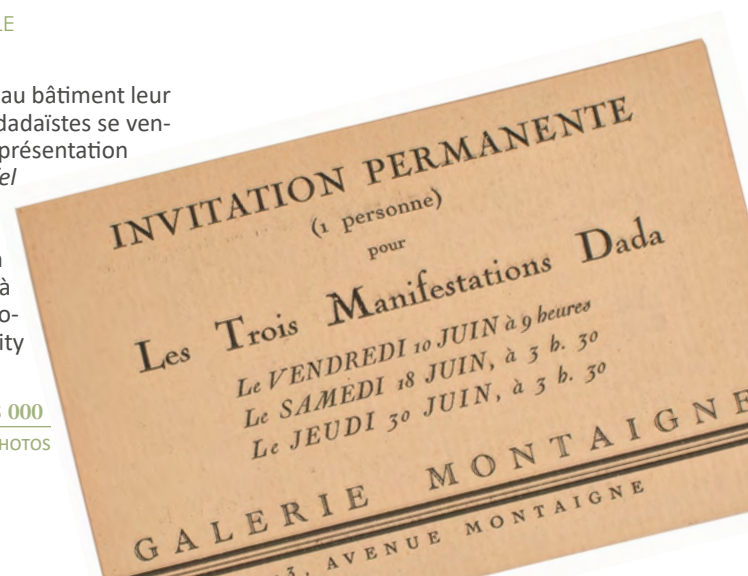 LE
au bâtiment leur
dadaïstes se ven-
présentation
el
à
o-
ity
000
HOTOS
INVITATION PERMANENTE
(1 personne)
pour
Les Trois Manifestations Dada
Le VENDREDI 10 JUIN à 9 heures
Le SAMEDI 18 JUIN, à 3 h. 30
Le JEUDI 30 JUIN, à 3 h. 30
GALERIE MONTAIGNE
AVENUE MONTAIGNE